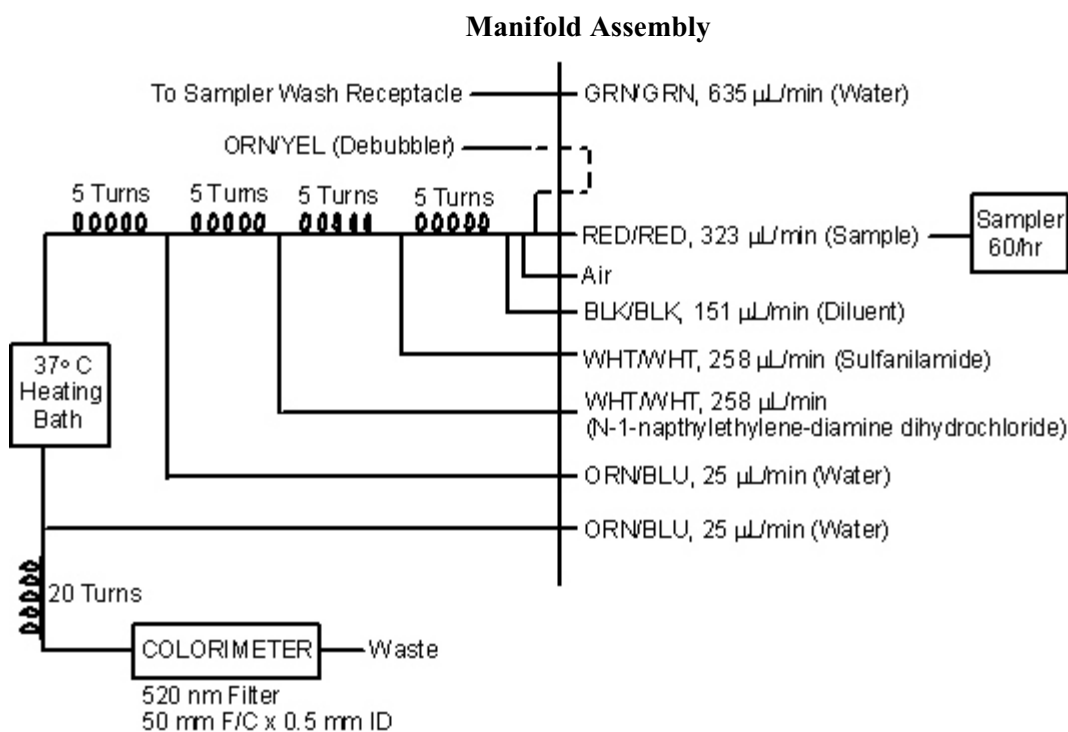 Manifold Assembly
To Sampler Wash Receptacle
GRN/GRN, 635 µL/min (Water)
ORN/YEL (Debubbler)
5 Turns
5 Turns
5 Turns
5 Turns
RED/RED, 323 µL/min (Sample)
Sampler
60/hr
Air
BLK/BLK, 151 µL/min (Diluent)
WHT/WHT, 258 µL/min (Sulfanilamide)
37° C
Heating
Bath
WHT/WHT, 258 µL/min
(N-1-napthylethylene-diamine dihydrochloride)
ORN/BLU, 25 µL/min (Water)
ORN/BLU, 25 µL/min (Water)
20 Turns
COLORIMETER
Waste
520 nm Filter
50 mm F/C x 0.5 mm ID